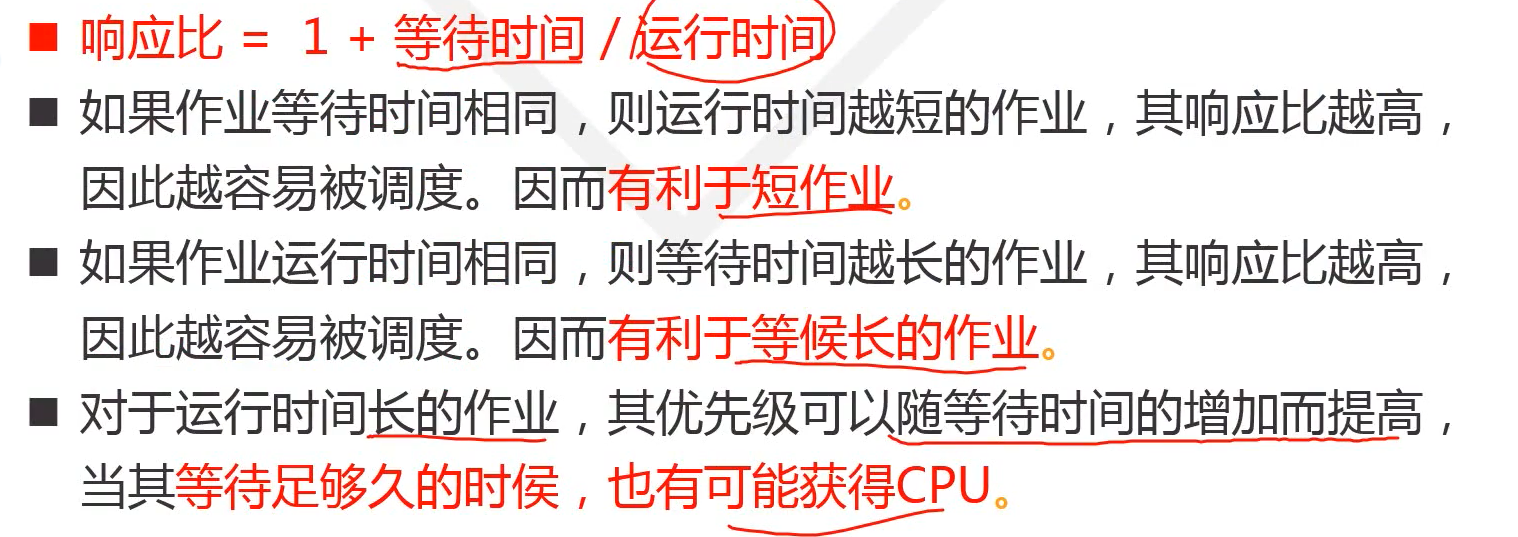 ■ 响应比 = 1 + 等待时间 / 运行时间
■ 如果作业等待时间相同，则运行时间越短的作业，其响应比越高，
因此越容易被调度。因而有利于短作业。
■ 如果作业运行时间相同，则等待时间越长的作业，其响应比越高，
因此越容易被调度。因而有利于等候长的作业。
■ 对于运行时间长的作业，其优先级可以随等待时间的增加而提高，
当其等待足够久的时侯，也有可能获得CPU。